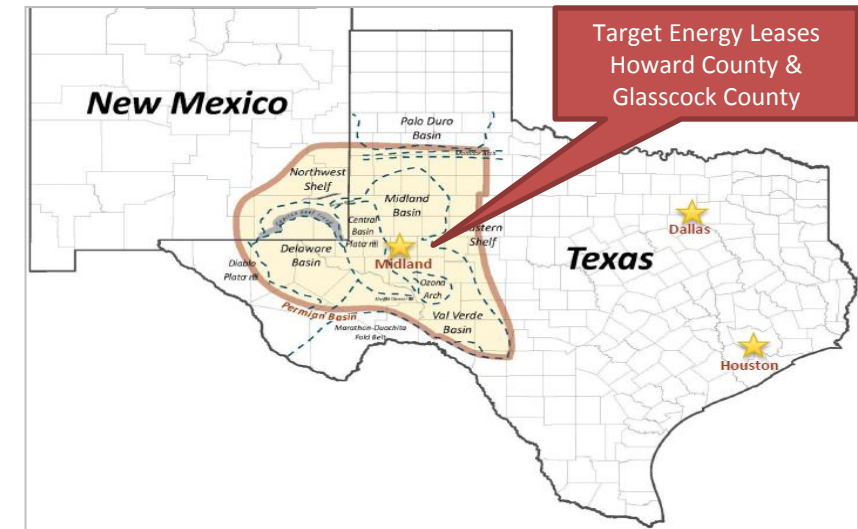 Target Energy Leases
Howard County &
Glasscock County
New Mexico
Palo Duro
Basin
Northwest
Shelf
Midland
Basin
Central
Basin
Eastern
Shelf
Delaware
Basin
Diablo
Midland
Dallas
Texas
Ozona
Arch
Permian Basin
Val Verde
Basin
Marathon-Ouachita
Fold Belt
Houston